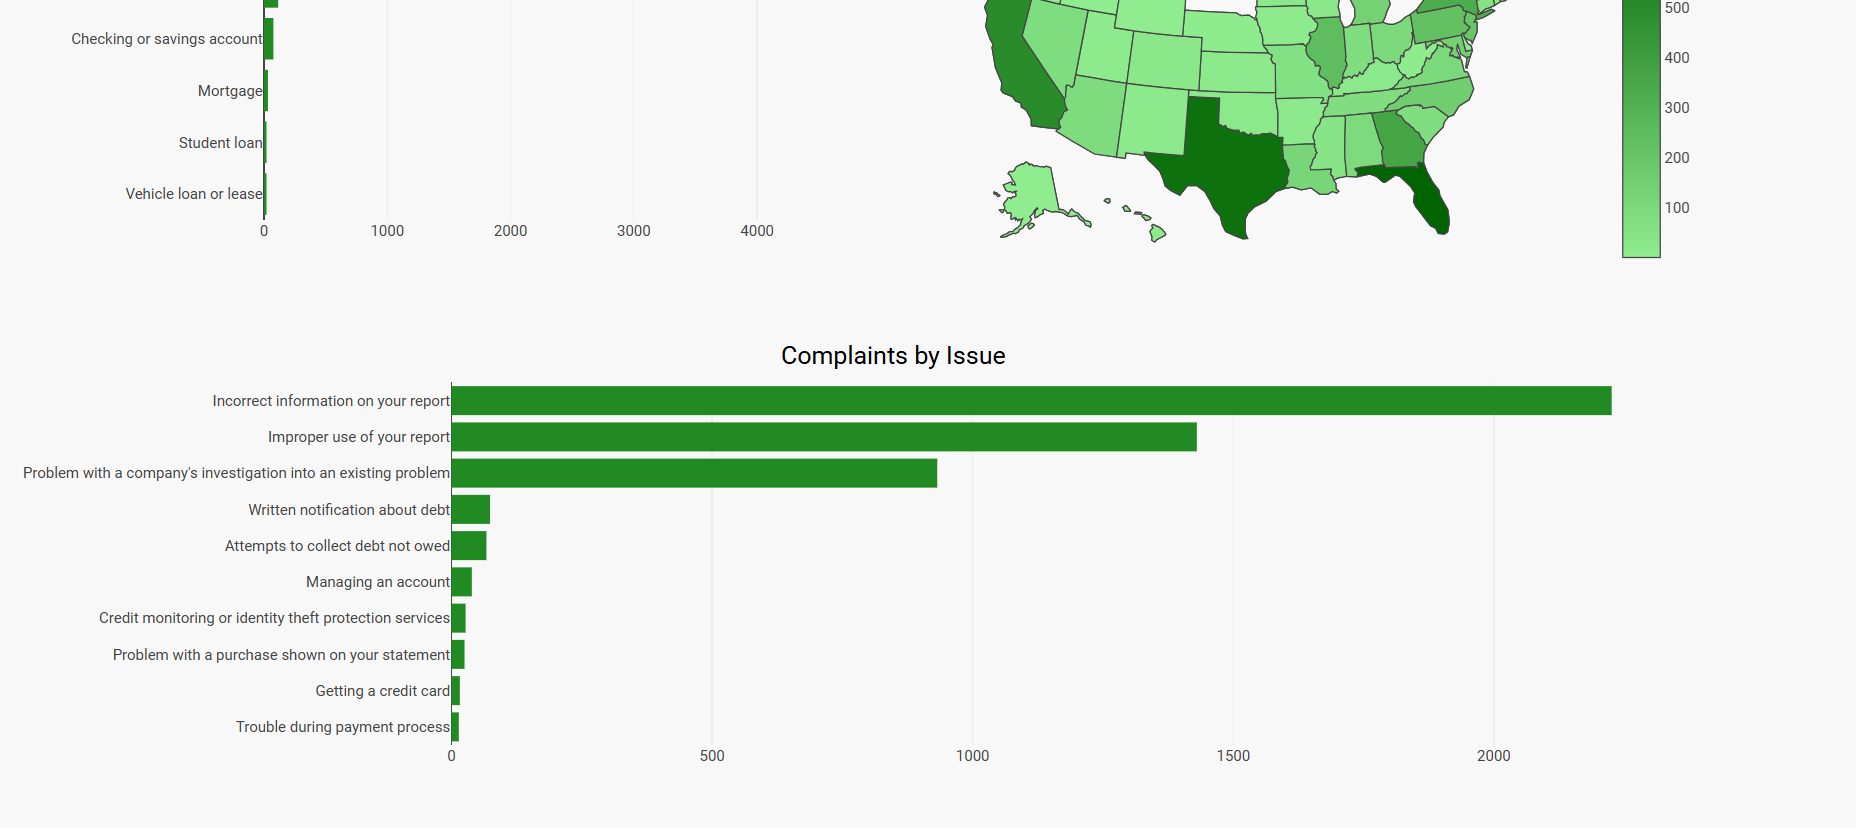 Checking or savings account
Mortgage
Student loan
Vehicle loan or lease
0 1000 2000 3000 4000
500
400
300
200
100
Complaints by Issue
Incorrect information on your report
Improper use of your report
Problem with a company's investigation into an existing problem
Written notification about debt
Attempts to collect debt not owed
Managing an account
Credit monitoring or identity theft protection services
Problem with a purchase shown on your statement
Getting a credit card
Trouble during payment process
0 500 1000 1500 2000